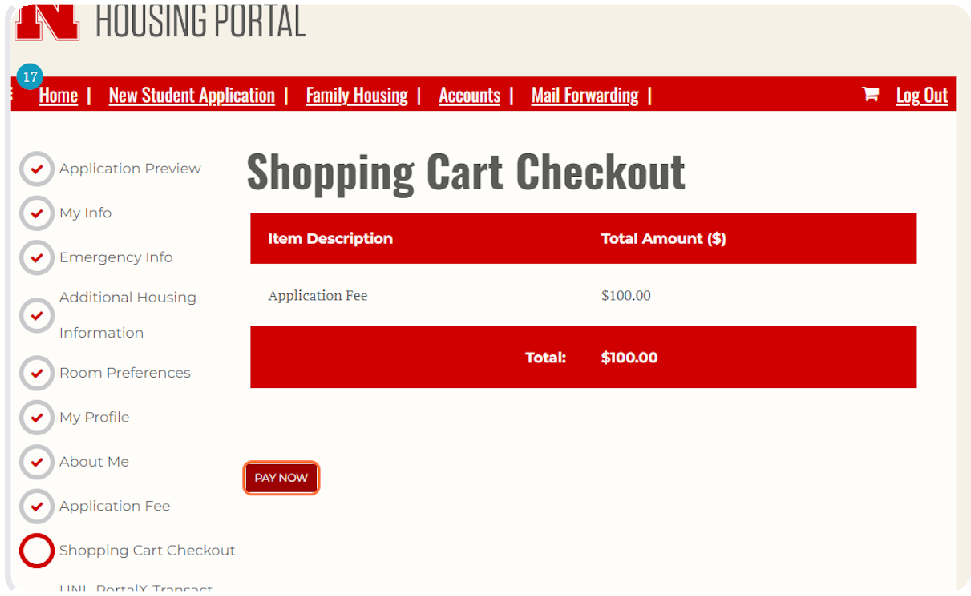 N HOUSING PORTAL
17
Home | New Student Application | Family Housing | Accounts | Mail Forwarding | Log Out
Application Preview
My Info
Emergency Info
Additional Housing
Information
Room Preferences
My Profile
About Me
Application Fee
Shopping Cart Checkout
UNL PortalX Transact
Shopping Cart Checkout
Item Description Total Amount ($)
Application Fee $100.00
Total: $100.00
PAY NOW